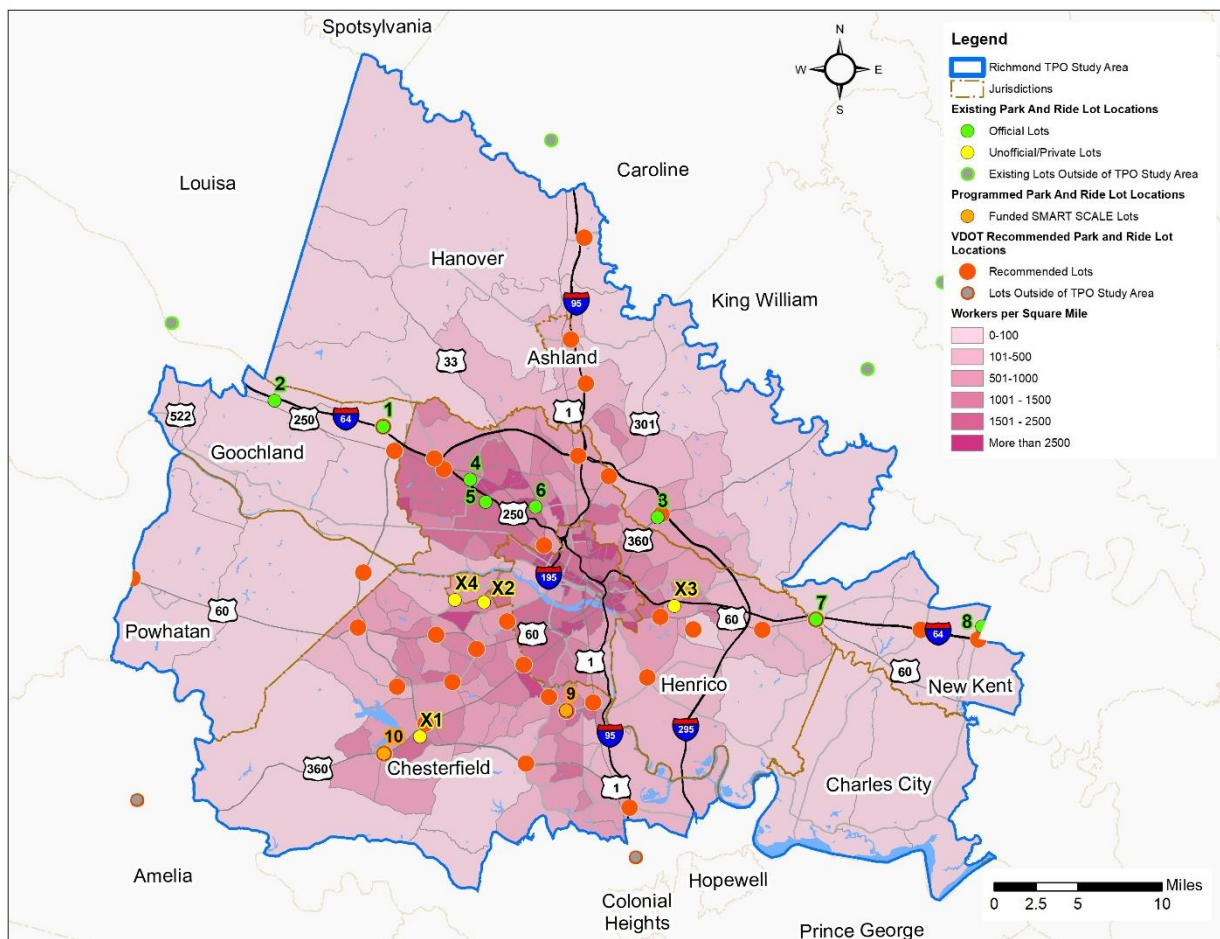 Spotsylvania
N
W
E
S
Louisa
Caroline
Hanover
King William
95
Ashland
33
1
301
2
250
64
1
522
Goochland
4
5
6
250
3
360
195
X4
X2
X3
60
7
8
64
60
60
60
Powhatan
1
Henrico
New Kent
9
X1
10
95
295
360
Chesterfield
1
Charles City
Amelia
Hopewell
Colonial
Heights
Prince George
Legend
Richmond TPO Study Area
Jurisdictions
Existing Park And Ride Lot Locations
Official Lots
Unofficial/Private Lots
Existing Lots Outside of TPO Study Area
Programmed Park And Ride Lot Locations
Funded SMART SCALE Lots
VDOT Recommended Park and Ride Lot
Locations
Recommended Lots
Lots Outside of TPO Study Area
Workers per Square Mile
0-100
101-500
501-1000
1001 - 1500
1501 - 2500
More than 2500
Miles
0 2.5 5 10